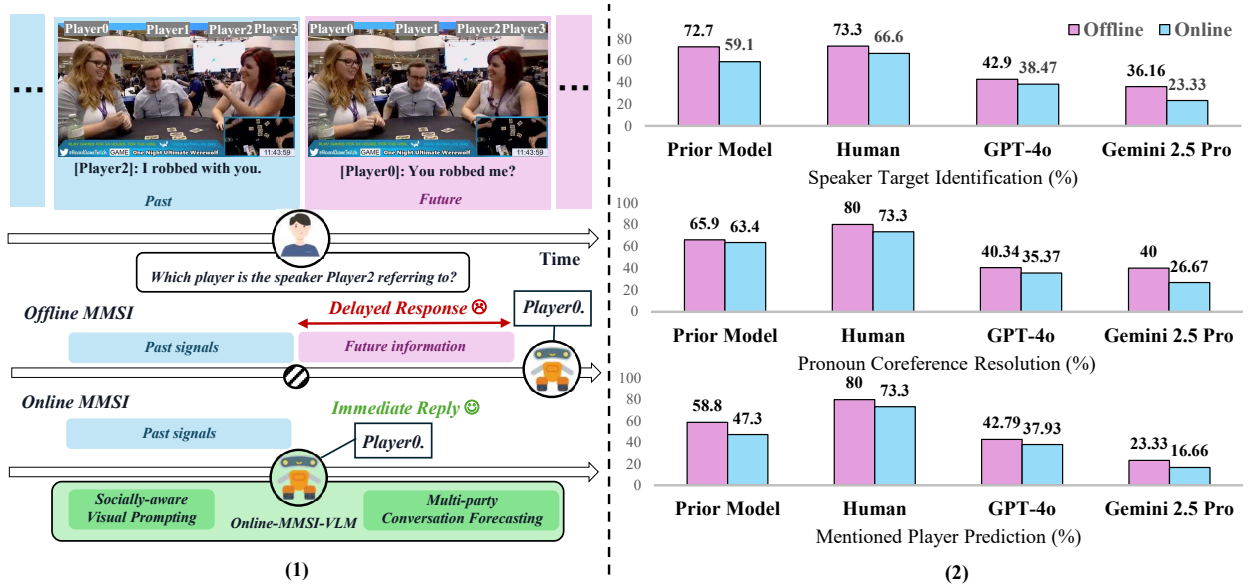 ...
Player0 Player1 Player2 Player3
GAME One Night Ultimate Werewolf 11:43:59
[Player2]: I robbed with you.
Past
Player0 Player1 Player2 Player3
GAME One Night Ultimate Werewolf 11:43:59
[Player0]: You robbed me?
Future
...
Time
Which player is the speaker Player2 referring to?
Offline MMSI
Delayed Response
Player0.
Past signals
Future information
Online MMSI
Immediate Reply
Past signals
Player0.
Socially-aware
Visual Prompting
Online-MMSI-VLM
Multi-party
Conversation Forecasting
(1)
Offline Online
80
60
40
20
0
72.7 59.1
73.3 66.6
42.9 38.47
36.16 23.33
Prior Model Human GPT-4o Gemini 2.5 Pro
Speaker Target Identification (%)
100
80
60
40
20
0
65.9 63.4
80 73.3
40.34 35.37
40 26.67
Prior Model Human GPT-4o Gemini 2.5 Pro
Pronoun Coreference Resolution (%)
100
80
60
40
20
0
58.8 47.3
80 73.3
42.79 37.93
23.33 16.66
Prior Model Human GPT-4o Gemini 2.5 Pro
Mentioned Player Prediction (%)
(2)